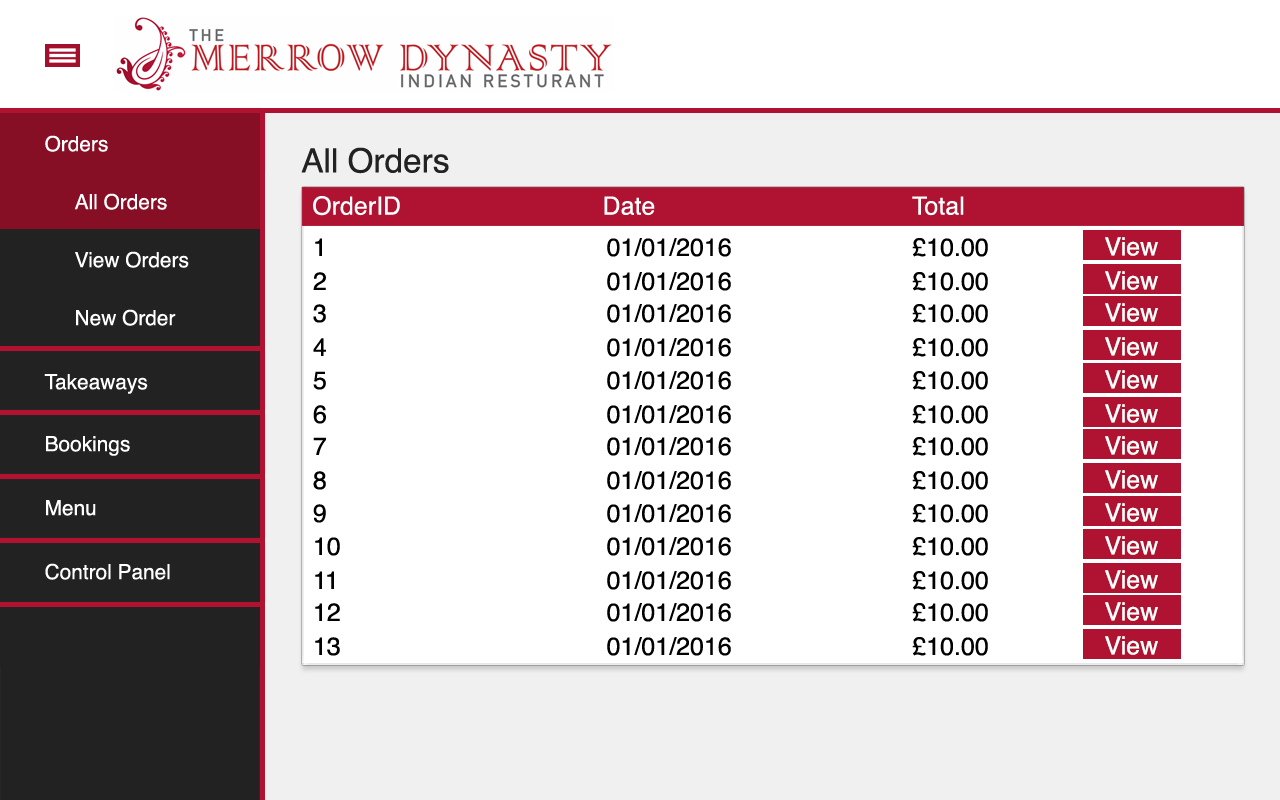 THE
MERROW DYNASTY
INDIAN RESTURANT
Orders
All Orders
View Orders
New Order
Takeaways
Bookings
Menu
Control Panel
All Orders
OrderID Date Total
1 01/01/2016 £10.00 View
2 01/01/2016 £10.00 View
3 01/01/2016 £10.00 View
4 01/01/2016 £10.00 View
5 01/01/2016 £10.00 View
6 01/01/2016 £10.00 View
7 01/01/2016 £10.00 View
8 01/01/2016 £10.00 View
9 01/01/2016 £10.00 View
10 01/01/2016 £10.00 View
11 01/01/2016 £10.00 View
12 01/01/2016 £10.00 View
13 01/01/2016 £10.00 View